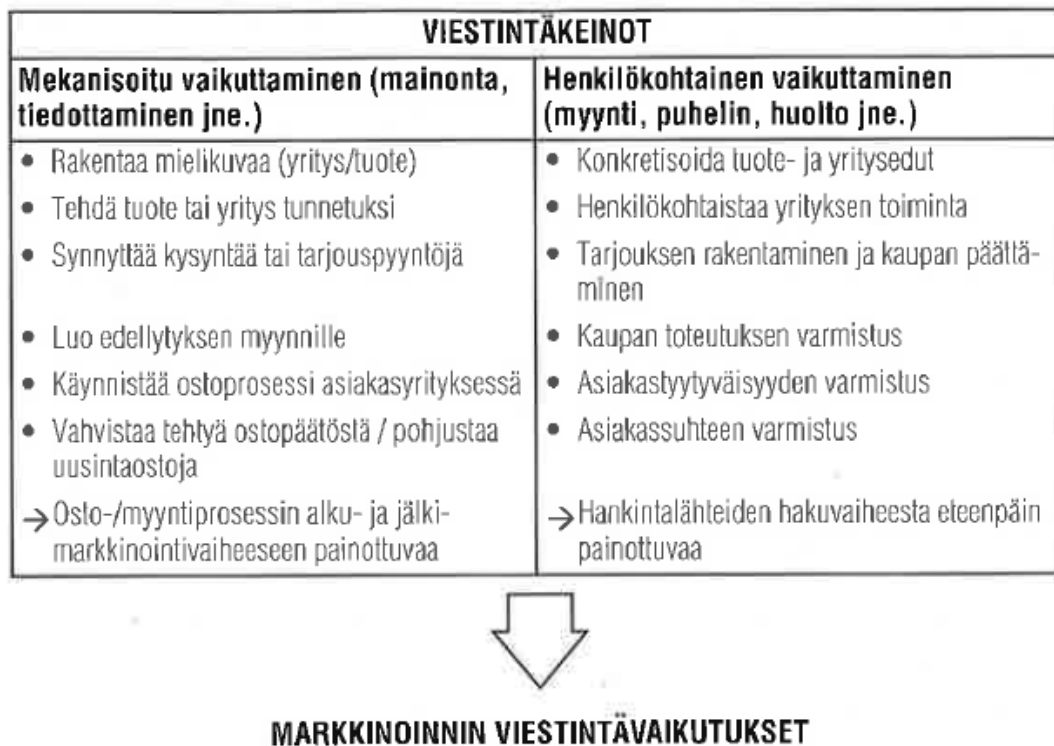 VIESTINTÄKEINOT
Mekanisoitu vaikuttaminen (mainonta,
tiedottaminen jne.)
• Rakentaa mielikuvaa (yritys/tuote)
• Tehdä tuote tai yritys tunnetuksi
• Synnyttää kysyntää tai tarjouspyyntöjä
• Luo edellytyksen myynnille
• Käynnistää ostoprosessi asiakasyrityksessä
• Vahvistaa tehtyä ostopäätöstä / pohjustaa
uusintaostoja
→ Osto-/myyntiprosessin alku- ja jälki-
markkinointivaiheeseen painottuvaa
Henkilökohtainen vaikuttaminen
(myynti, puhelin, huolto jne.)
• Konkretisoida tuote- ja yritysedut
• Henkilökohtaistaa yrityksen toiminta
• Tarjouksen rakentaminen ja kaupan päättä-
minen
• Kaupan toteutuksen varmistus
• Asiakastyytyväisyyden varmistus
• Asiakassuhteen varmistus
→ Hankintalähteiden hakuvaiheesta eteenpäin
painottuvaa
MARKKINOINNIN VIESTINTÄVAIKUTUKSET